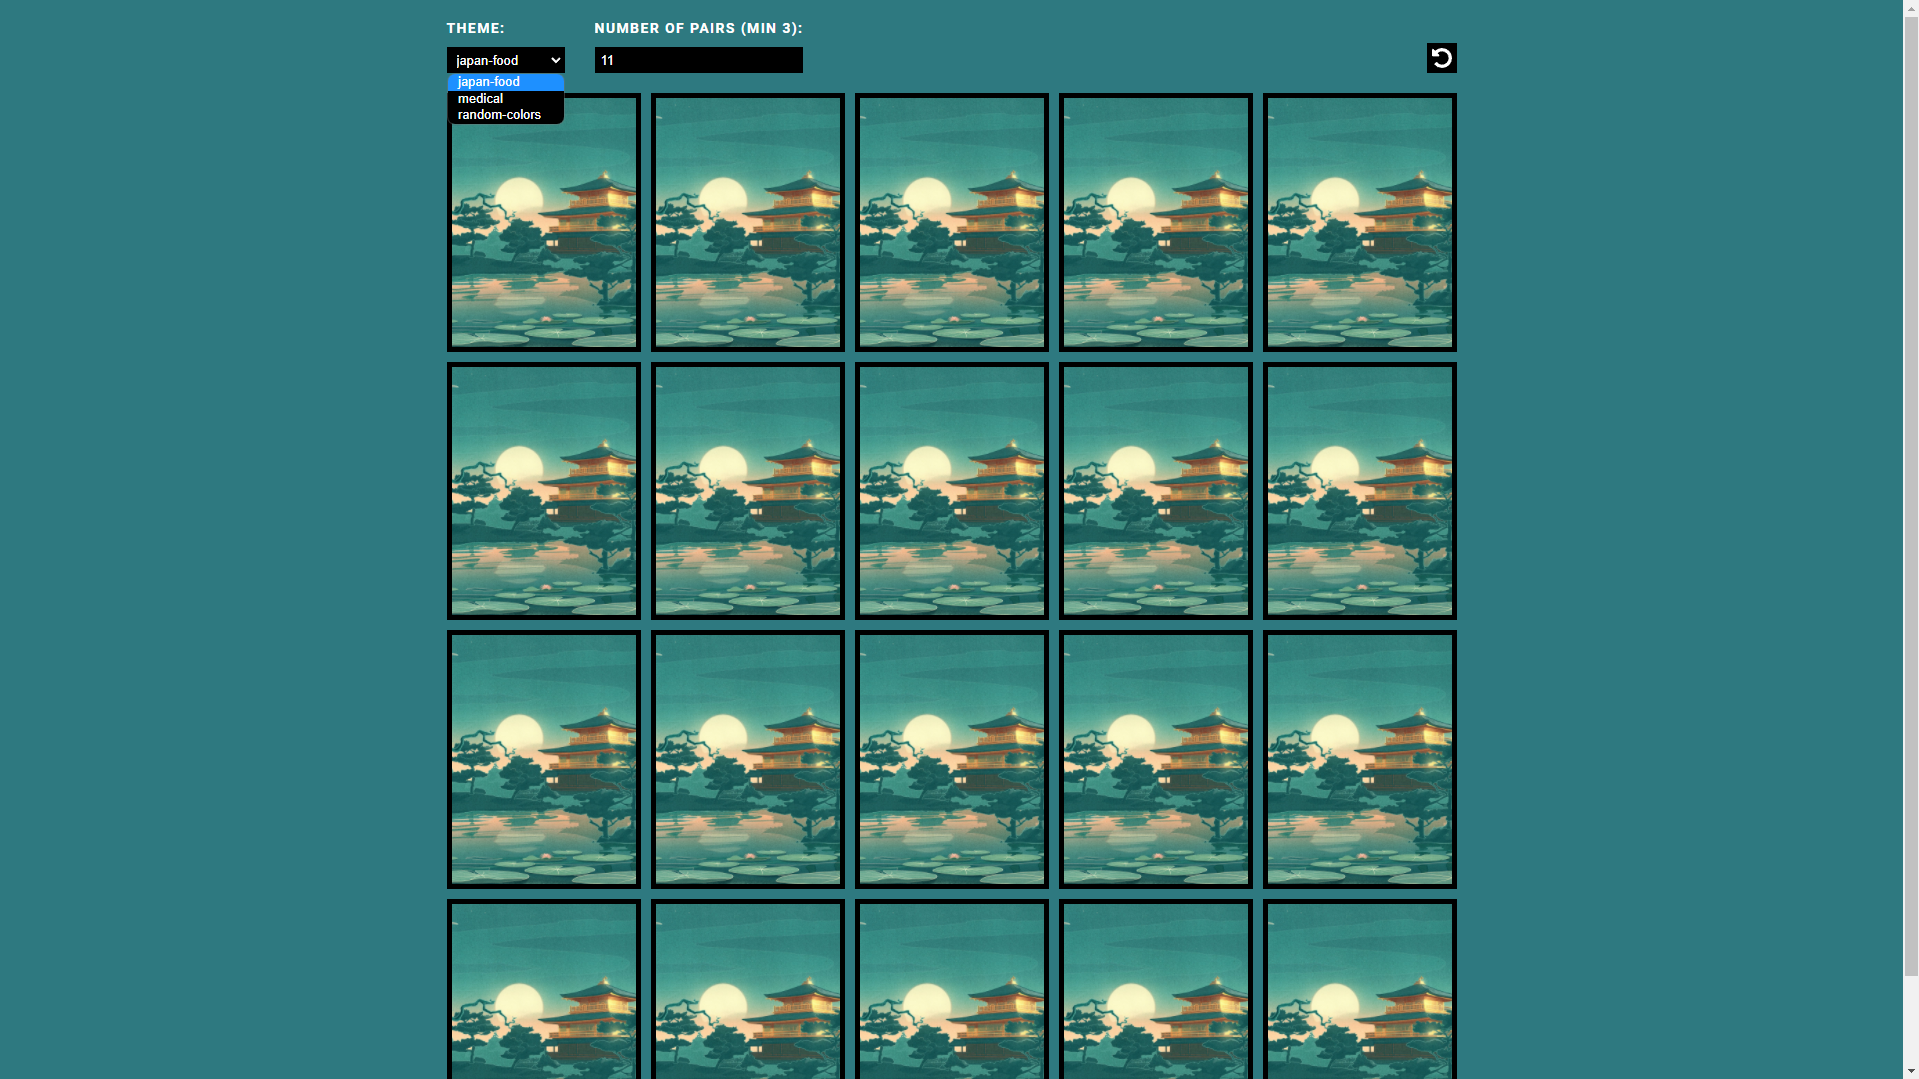 THEME:
NUMBER OF PAIRS (MIN 3):
japan-food
11
japan-food
medical
random-colors